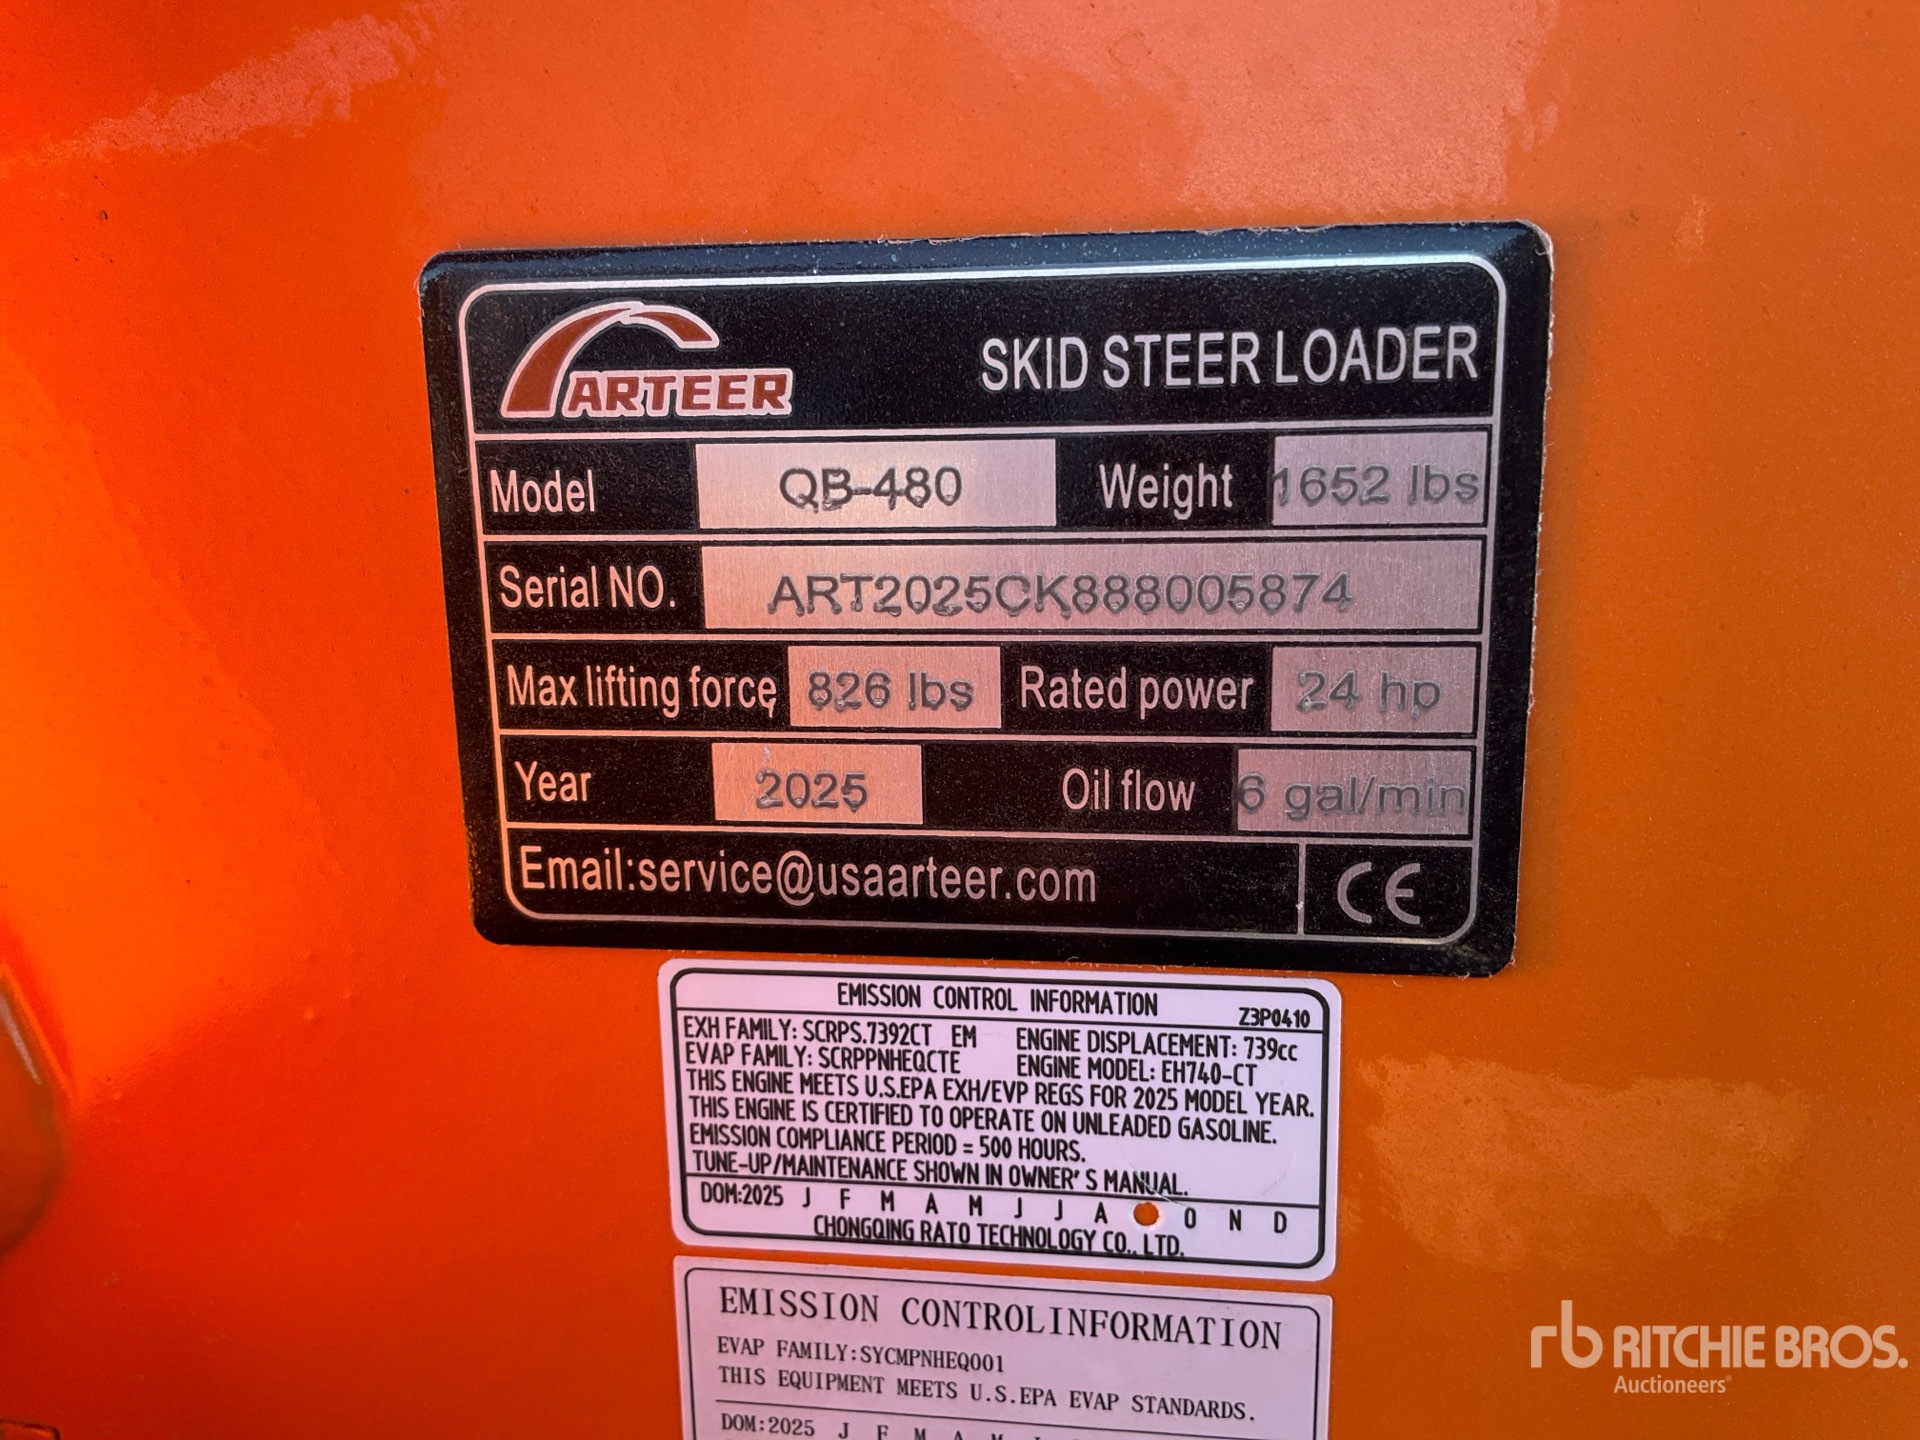 ARTEER SKID STEER LOADER
Model QB-480 Weight 1652 lbs
Serial NO. ART2025CK888005874
Max lifting force 826 lbs Rated power 24 hp
Year 2025 Oil flow 6 gal/min
Email:service@usaarteer.com CE
EMISSION CONTROL INFORMATION Z3P0410
EXH FAMILY: SCRPS.7392CT EM ENGINE DISPLACEMENT: 739cc
EVAP FAMILY: SCRPPNHEQCTE ENGINE MODEL: EH740-CT
THIS ENGINE MEETS U.S.EPA EXH/EVP REGS FOR 2025 MODEL YEAR.
THIS ENGINE IS CERTIFIED TO OPERATE ON UNLEADED GASOLINE.
EMISSION COMPLIANCE PERIOD = 500 HOURS.
TUNE-UP/MAINTENANCE SHOWN IN OWNER'S MANUAL.
DOM:2025 J F M A M J J A O N D
CHONGQING RATO TECHNOLOGY CO., LTD.
EMISSION CONTROLINFORMATION
EVAP FAMILY:SYCMPNHEQ001
THIS EQUIPMENT MEETS U.S.EPA EVAP STANDARDS.
DOM:2025 J F M A M
rb RITCHIE BROS.
Auctioneers